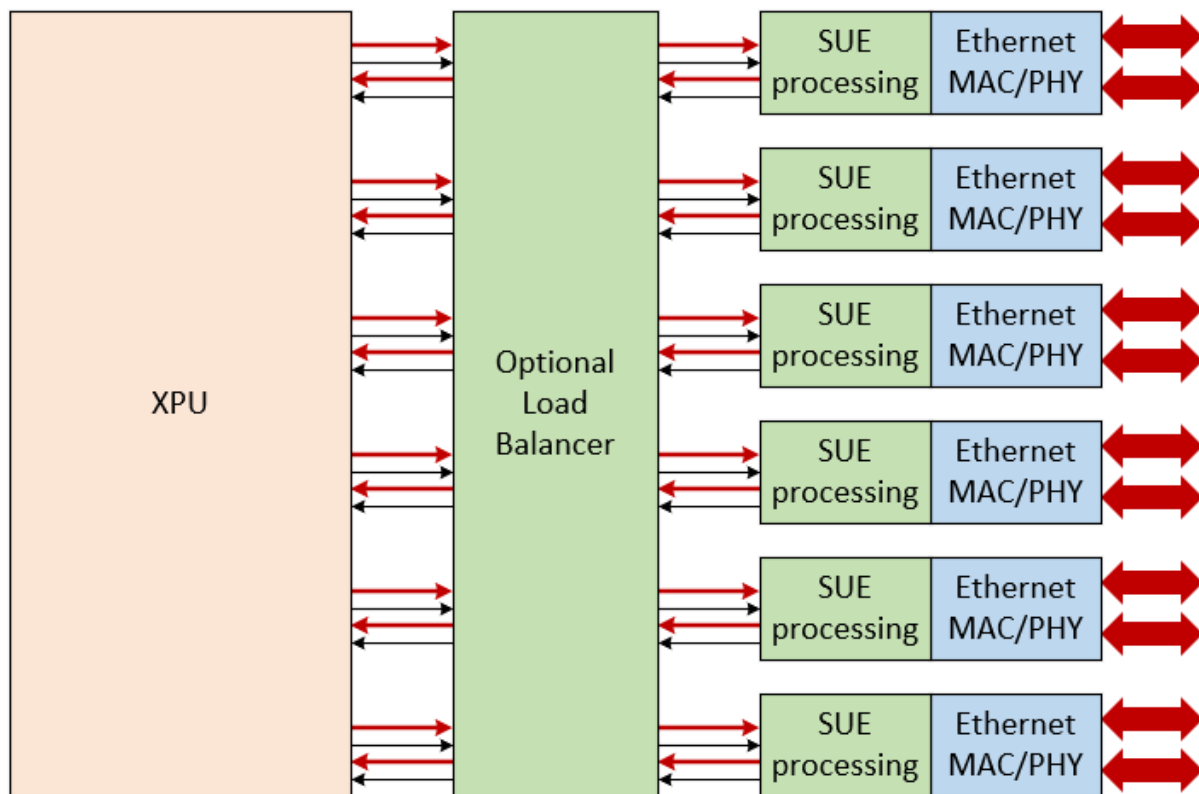 SUE
processing
Ethernet
MAC/PHY
SUE
processing
Ethernet
MAC/PHY
SUE
processing
Ethernet
MAC/PHY
XPU
Optional
Load
Balancer
SUE
processing
Ethernet
MAC/PHY
SUE
processing
Ethernet
MAC/PHY
SUE
processing
Ethernet
MAC/PHY